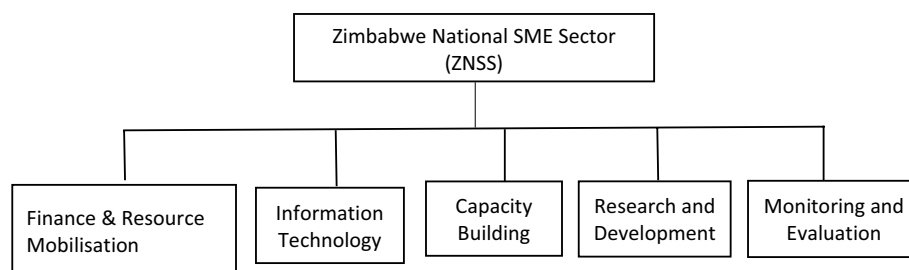 Zimbabwe National SME Sector
(ZNSS)
Finance & Resource
Mobilisation
Information
Technology
Capacity
Building
Research and
Development
Monitoring and
Evaluation